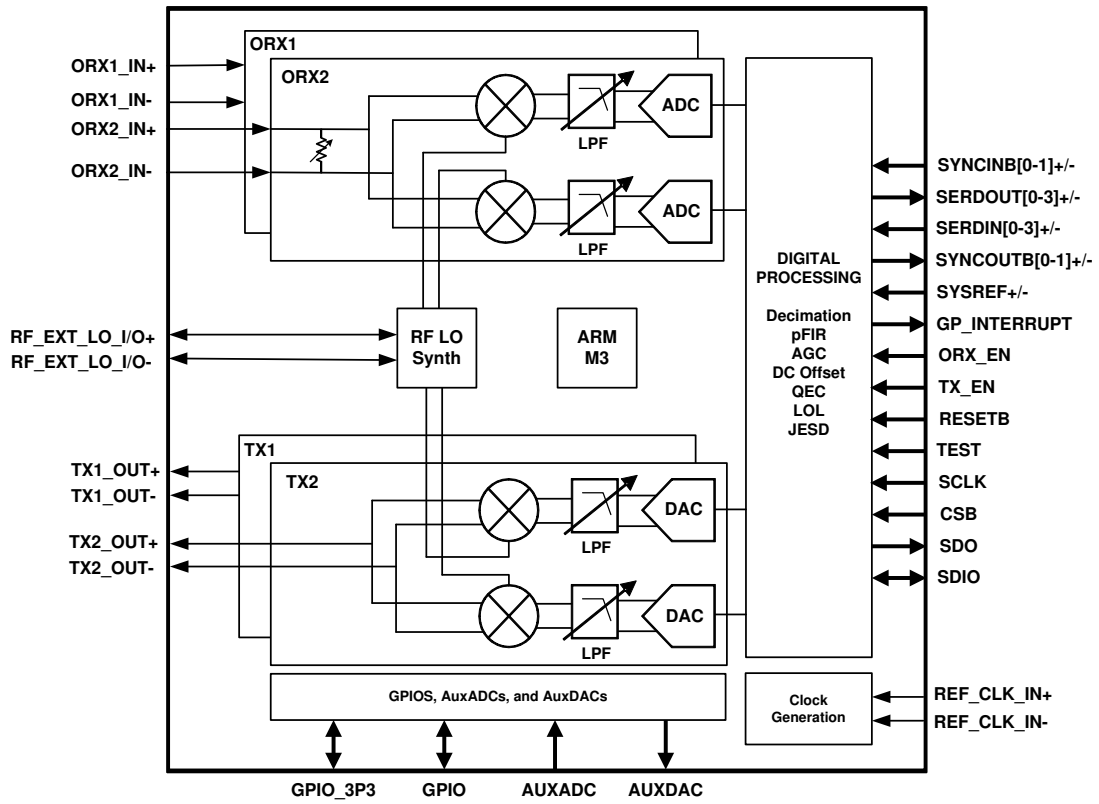 ORX1
ORX2
ORX1_IN+
ORX1_IN-
ORX2_IN+
ORX2_IN-
LPF
ADC
LPF
ADC
RF_EXT_LO_I/O+
RF_EXT_LO_I/O-
RF LO
Synth
ARM
M3
TX1
TX2
TX1_OUT+
TX1_OUT-
TX2_OUT+
TX2_OUT-
LPF
DAC
LPF
DAC
DIGITAL
PROCESSING
Decimation
pFIR
AGC
DC Offset
QEC
LOL
JESD
SYNCINB[0-1]+/-
SERDOUT[0-3]+/-
SERDIN[0-3]+/-
SYNCOUTB[0-1]+/-
SYSREF+/-
GP_INTERRUPT
ORX_EN
TX_EN
RESETB
TEST
SCLK
CSB
SDO
SDIO
GPIOS, AuxADCs, and AuxDACs
Clock
Generation
REF_CLK_IN+
REF_CLK_IN-
GPIO_3P3
GPIO
AUXADC
AUXDAC